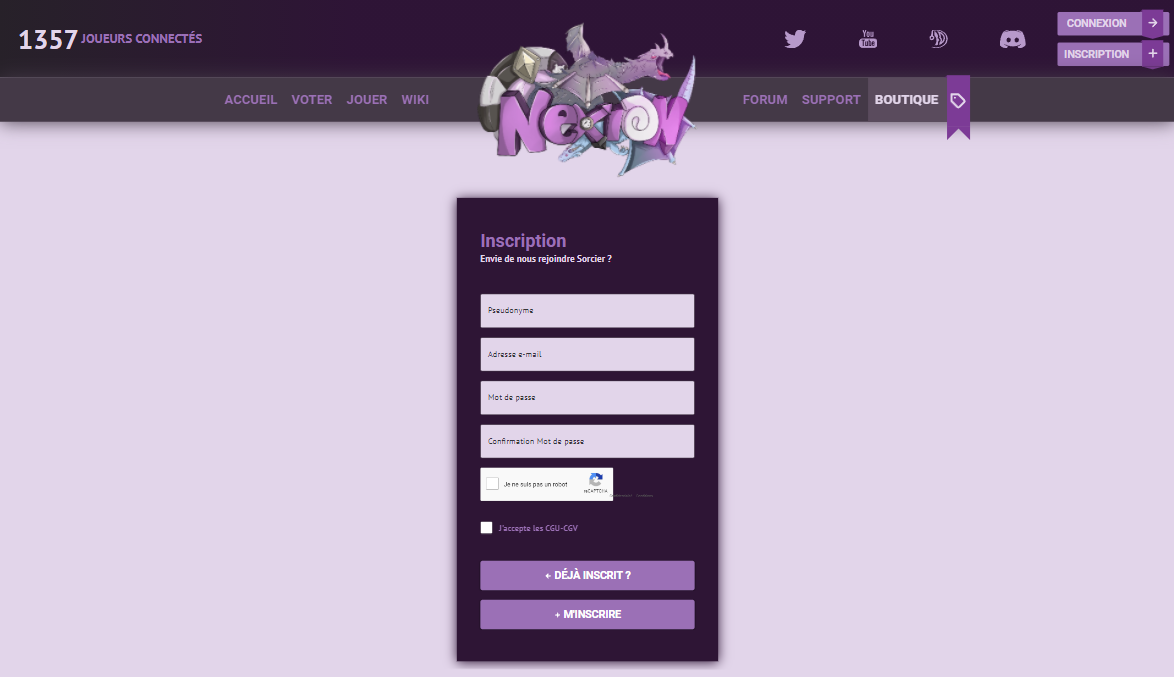 1357 JOUEURS CONNECTÉS
You
Tube
CONNEXION
INSCRIPTION
ACCUEIL VOTER JOUER WIKI
NEXION
FORUM SUPPORT BOUTIQUE
Inscription
Envie de nous rejoindre Sorcier ?
Pseudonyme
Adresse e-mail
Mot de passe
Confirmation Mot de passe
Je ne suis pas un robot
reCAPTCHA
J'accepte les CGU-CGV
← DÉJÀ INSCRIT ?
+ M'INSCRIRE